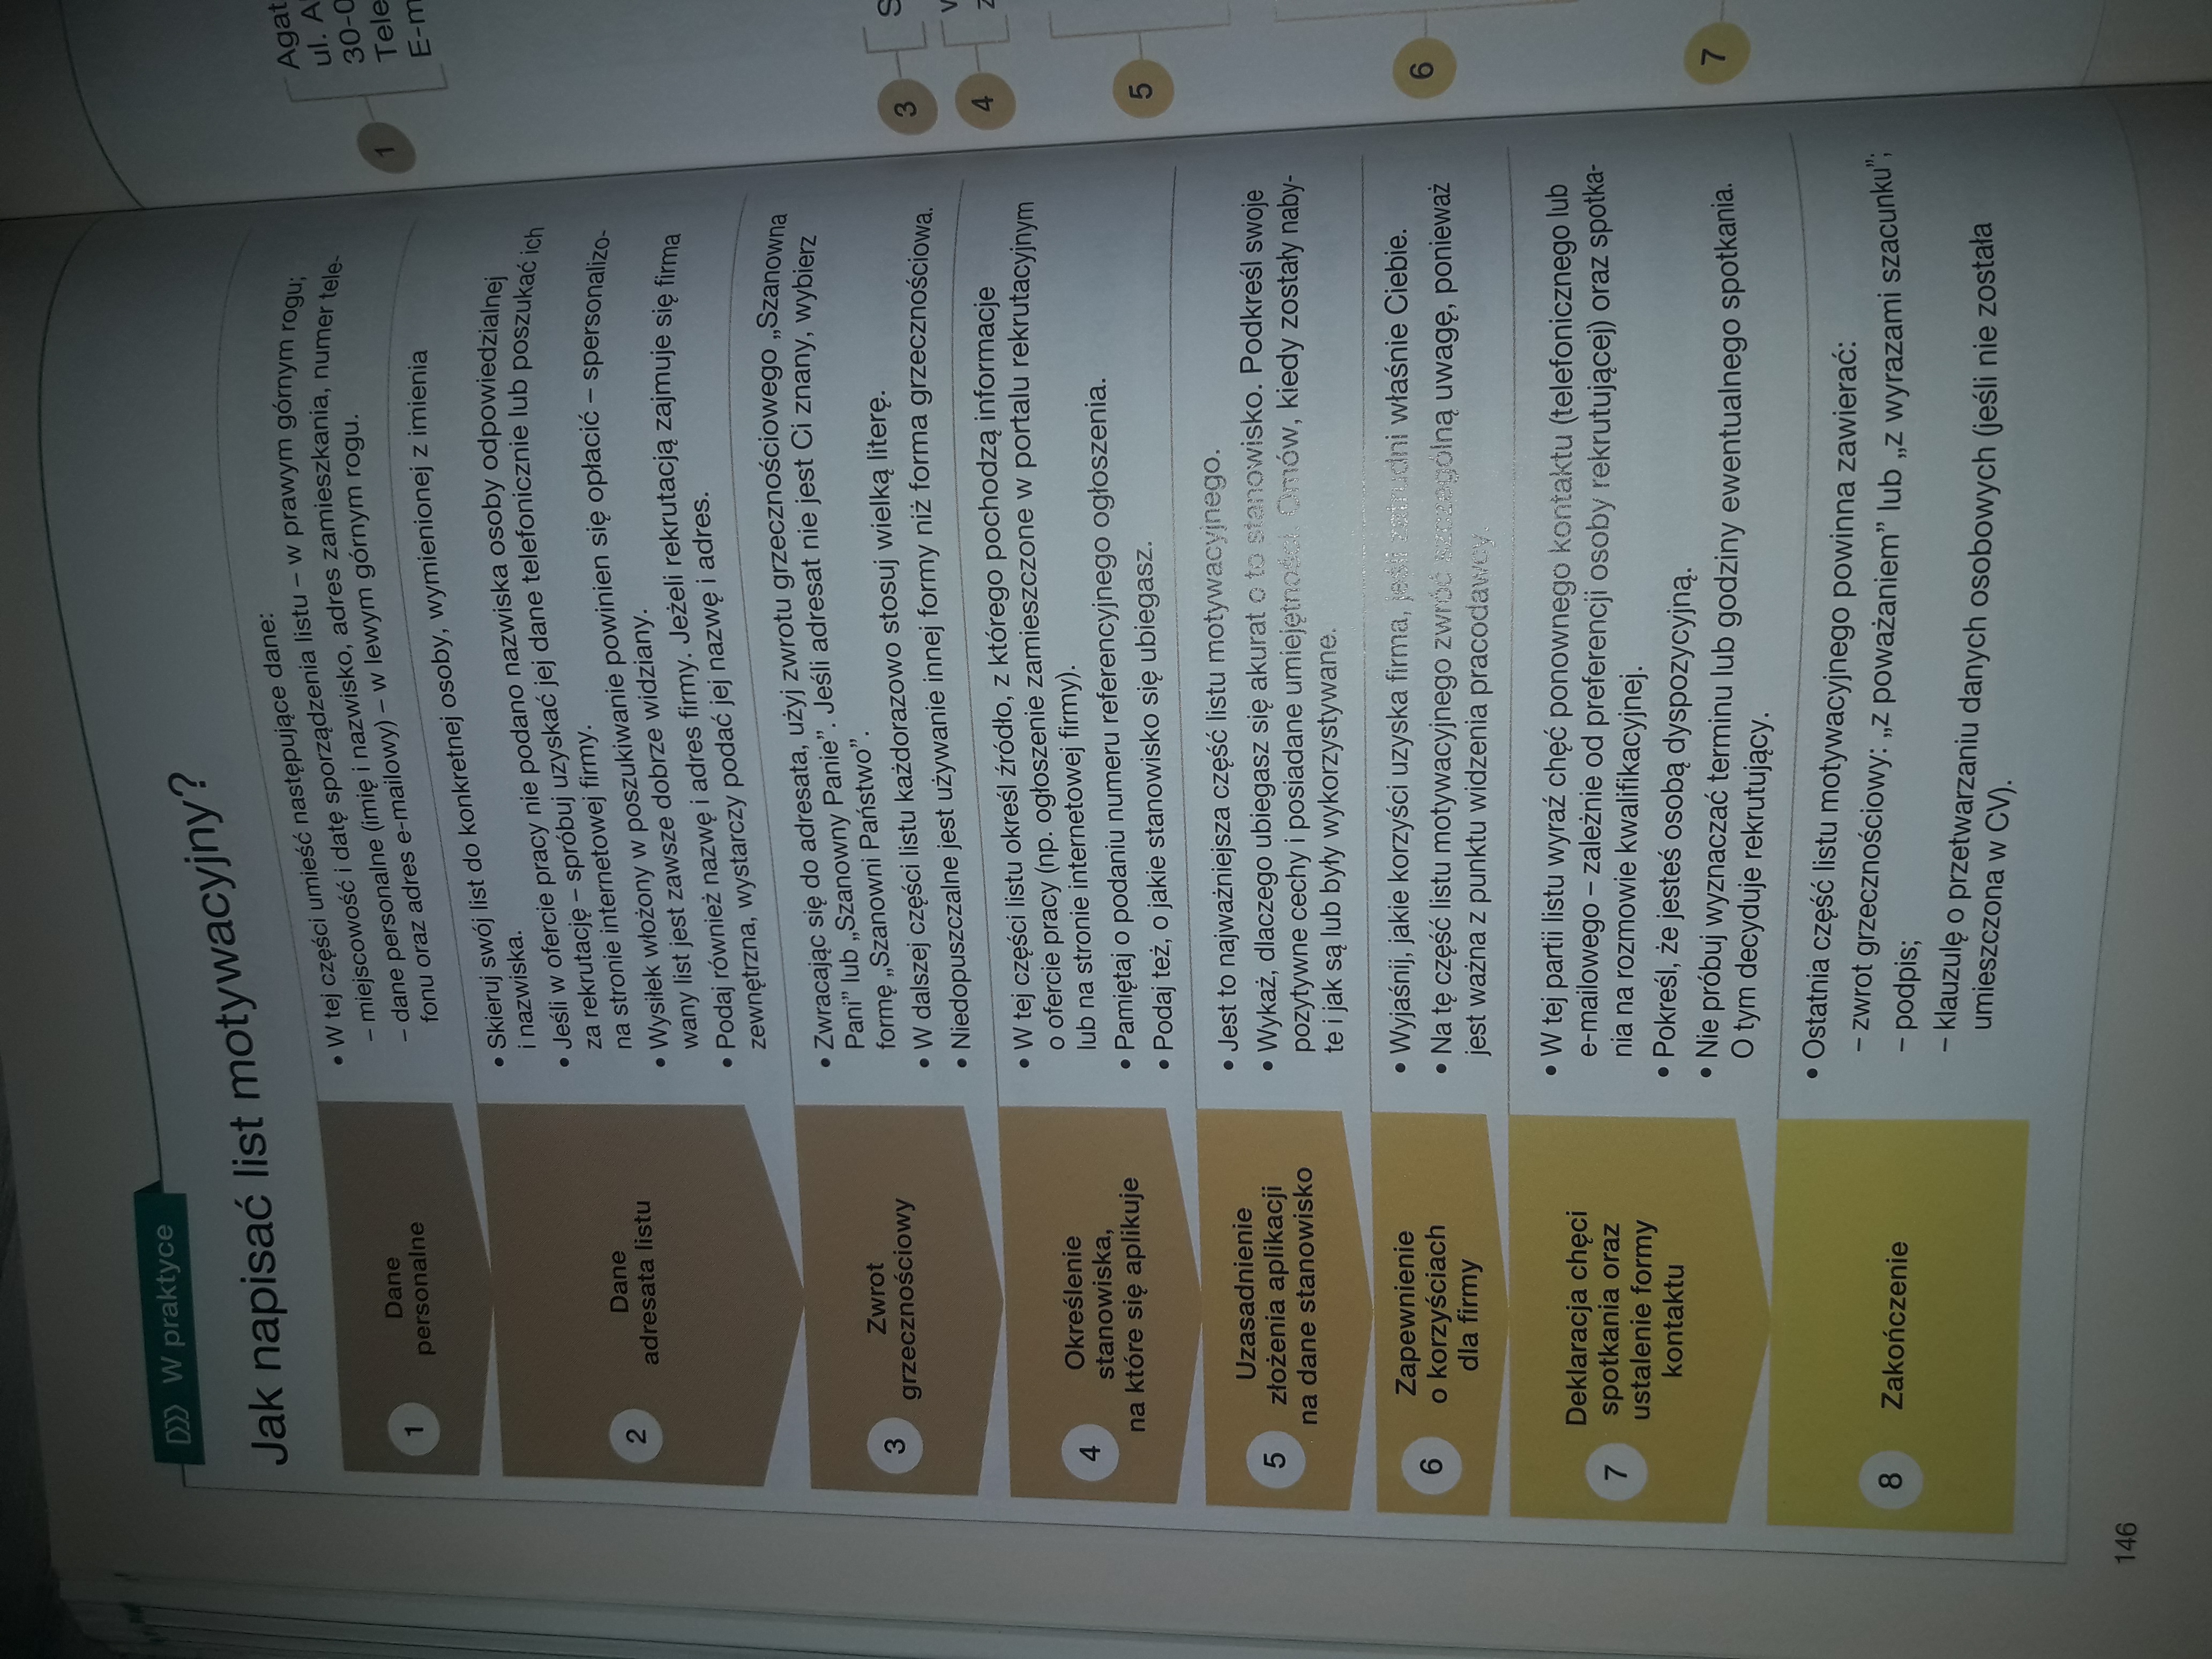 W praktyce
Jak napisać list motywacyjny?
1
Dane
personalne
• W tej części umieść następujące dane:
– miejscowość i datę sporządzenia listu – w prawym górnym rogu;
– dane personalne (imię i nazwisko, adres zamieszkania, numer tele-
fonu oraz adres e-mailowy) – w lewym górnym rogu.
2
Dane
adresata listu
• Skieruj swój list do konkretnej osoby, wymienionej z imienia
i nazwiska.
• Jeśli w ofercie pracy nie podano nazwiska osoby odpowiedzialnej
za rekrutację – spróbuj uzyskać jej dane telefonicznie lub poszukać ich
na stronie internetowej firmy.
• Wysiłek włożony w poszukiwanie powinien się opłacić – spersonalizo-
wany list jest zawsze dobrze widziany.
• Podaj również nazwę i adres firmy. Jeżeli rekrutacją zajmuje się firma
zewnętrzna, wystarczy podać jej nazwę i adres.
3
Zwrot
grzecznościowy
• Zwracając się do adresata, użyj zwrotu grzecznościowego „Szanowna
Pani” lub „Szanowny Panie”. Jeśli adresat nie jest Ci znany, wybierz
formę „Szanowni Państwo”.
• W dalszej części listu każdorazowo stosuj wielką literę.
• Niedopuszczalne jest używanie innej formy niż forma grzecznościowa.
4
Określenie
stanowiska,
na które się aplikuje
• W tej części listu określ źródło, z którego pochodzą informacje
o ofercie pracy (np. ogłoszenie zamieszczone w portalu rekrutacyjnym
lub na stronie internetowej firmy).
• Pamiętaj o podaniu numeru referencyjnego ogłoszenia.
• Podaj też, o jakie stanowisko się ubiegasz.
5
Uzasadnienie
złożenia aplikacji
na dane stanowisko
• Jest to najważniejsza część listu motywacyjnego.
• Wykaż, dlaczego ubiegasz się akurat o to stanowisko. Podkreśl swoje
pozytywne cechy i posiadane umiejętności. Omów, kiedy zostały naby-
te i jak są lub były wykorzystywane.
6
Zapewnienie
o korzyściach
dla firmy
• Wyjaśnij, jakie korzyści uzyska firma, jeśli zatrudni właśnie Ciebie.
• Na tę część listu motywacyjnego zwróć szczególną uwagę, ponieważ
jest ważna z punktu widzenia pracodawcy.
7
Deklaracja chęci
spotkania oraz
ustalenie formy
kontaktu
• W tej partii listu wyraź chęć ponownego kontaktu (telefonicznego lub
e-mailowego – zależnie od preferencji osoby rekrutującej) oraz spotka-
nia na rozmowie kwalifikacyjnej.
• Pokreśl, że jesteś osobą dyspozycyjną.
• Nie próbuj wyznaczać terminu lub godziny ewentualnego spotkania.
O tym decyduje rekrutujący.
8
Zakończenie
• Ostatnia część listu motywacyjnego powinna zawierać:
– zwrot grzecznościowy: „z poważaniem” lub „z wyrazami szacunku”;
– podpis;
– klauzulę o przetwarzaniu danych osobowych (jeśli nie została
umieszczona w CV).
146
1
Agat
ul. A
30-0
Tele
E-m
3
S
4
5
6
7